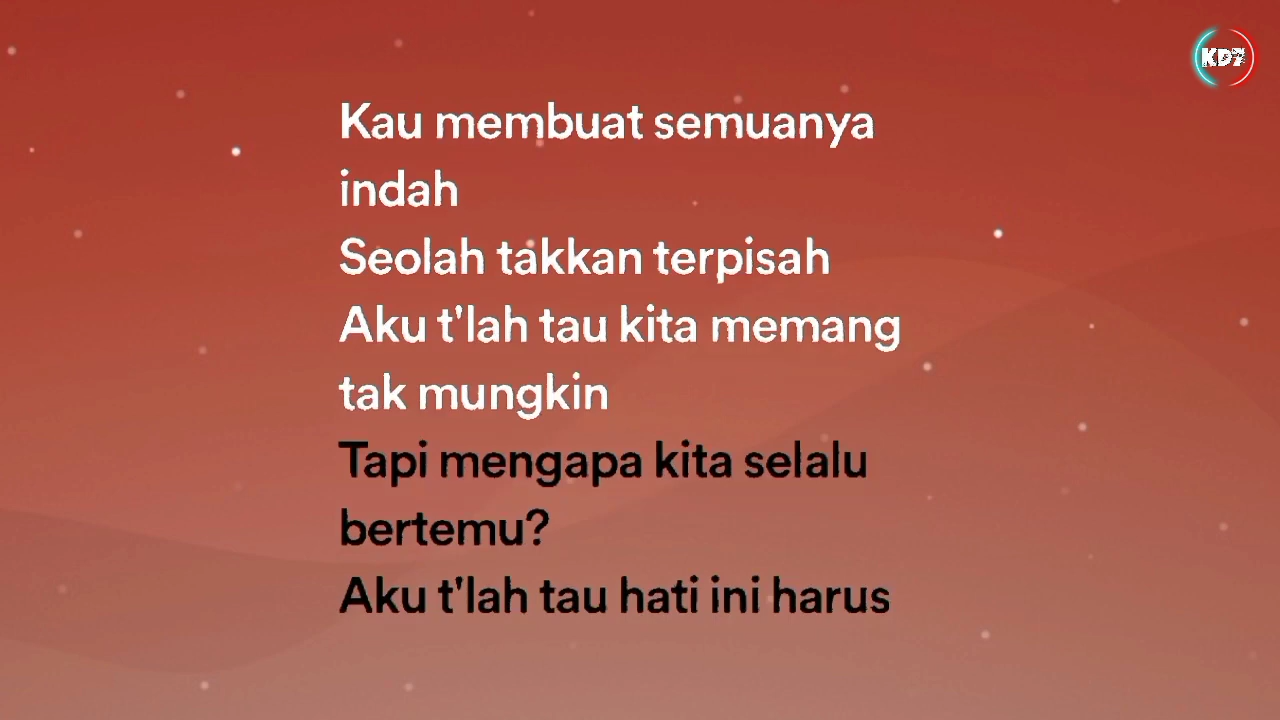 KD7
Kau membuat semuanya
indah
Seolah takkan terpisah
Aku t'lah tau kita memang
tak mungkin
Tapi mengapa kita selalu
bertemu?
Aku t'lah tau hati ini harus